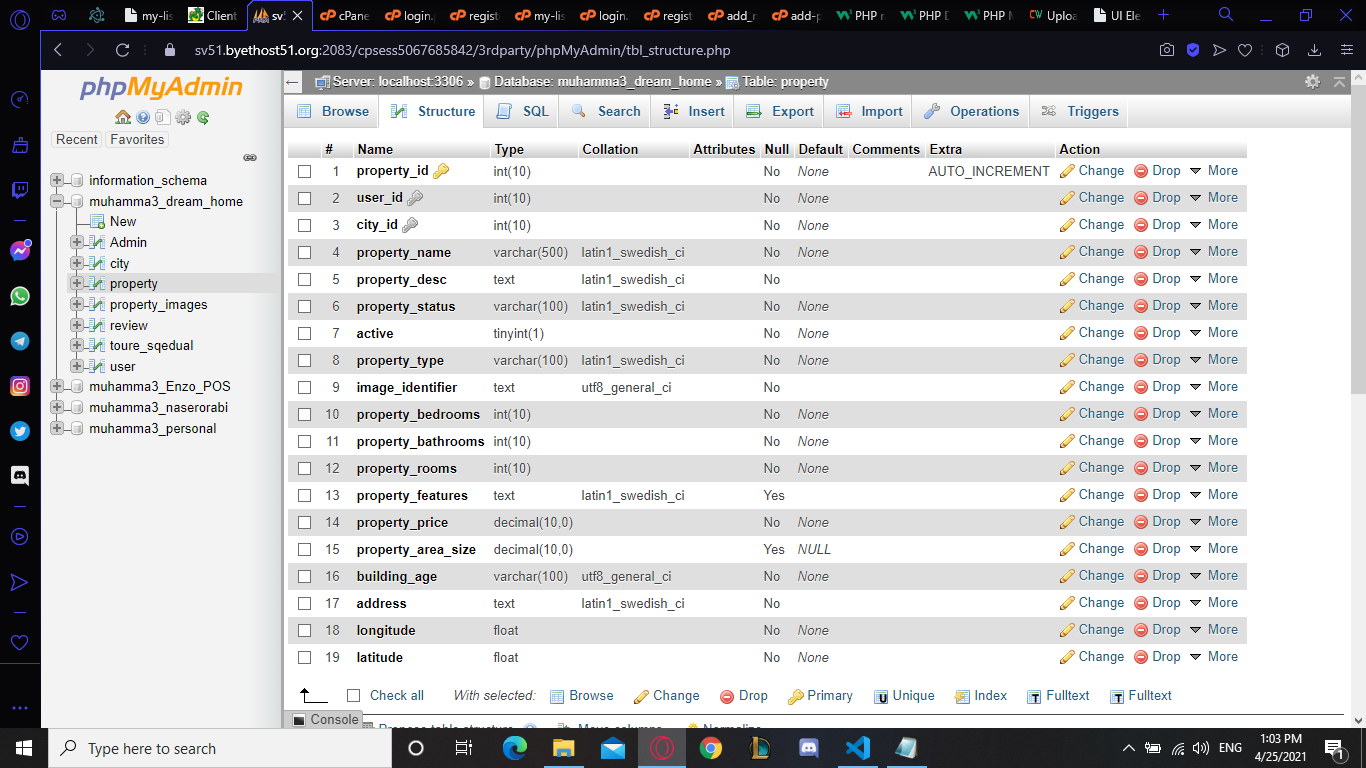 my-lis
Client
sv5
cPane
login.p
registe
my-lis
login.
registe
add_n
add-p
PHP n
PHP D
PHP M
Uploa
UI Ele
sv51.byethost51.org:2083/cpsess5067685842/3rdparty/phpMyAdmin/tbl_structure.php
phpMyAdmin
Recent Favorites
information_schema
muhamma3_dream_home
New
Admin
city
property
property_images
review
toure_sqedual
user
muhamma3_Enzo_POS
muhamma3_naserorabi
muhamma3_personal
Server: localhost:3306 » Database: muhamma3_dream_home » Table: property
Browse Structure SQL Search Insert Export Import Operations Triggers
# Name Type Collation Attributes Null Default Comments Extra Action
1 property_id int(10) No None AUTO_INCREMENT Change Drop More
2 user_id int(10) No None Change Drop More
3 city_id int(10) No None Change Drop More
4 property_name varchar(500) latin1_swedish_ci No None Change Drop More
5 property_desc text latin1_swedish_ci No Change Drop More
6 property_status varchar(100) latin1_swedish_ci No None Change Drop More
7 active tinyint(1) No None Change Drop More
8 property_type varchar(100) latin1_swedish_ci No None Change Drop More
9 image_identifier text utf8_general_ci No Change Drop More
10 property_bedrooms int(10) No None Change Drop More
11 property_bathrooms int(10) No None Change Drop More
12 property_rooms int(10) No None Change Drop More
13 property_features text latin1_swedish_ci Yes Change Drop More
14 property_price decimal(10,0) No None Change Drop More
15 property_area_size decimal(10,0) Yes NULL Change Drop More
16 building_age varchar(100) utf8_general_ci No None Change Drop More
17 address text latin1_swedish_ci No Change Drop More
18 longitude float No None Change Drop More
19 latitude float No None Change Drop More
Check all With selected: Browse Change Drop Primary Unique Index Fulltext Fulltext
Console
Propose table structure Move columns Normalize
Type here to search
ENG
1:03 PM
4/25/2021
1